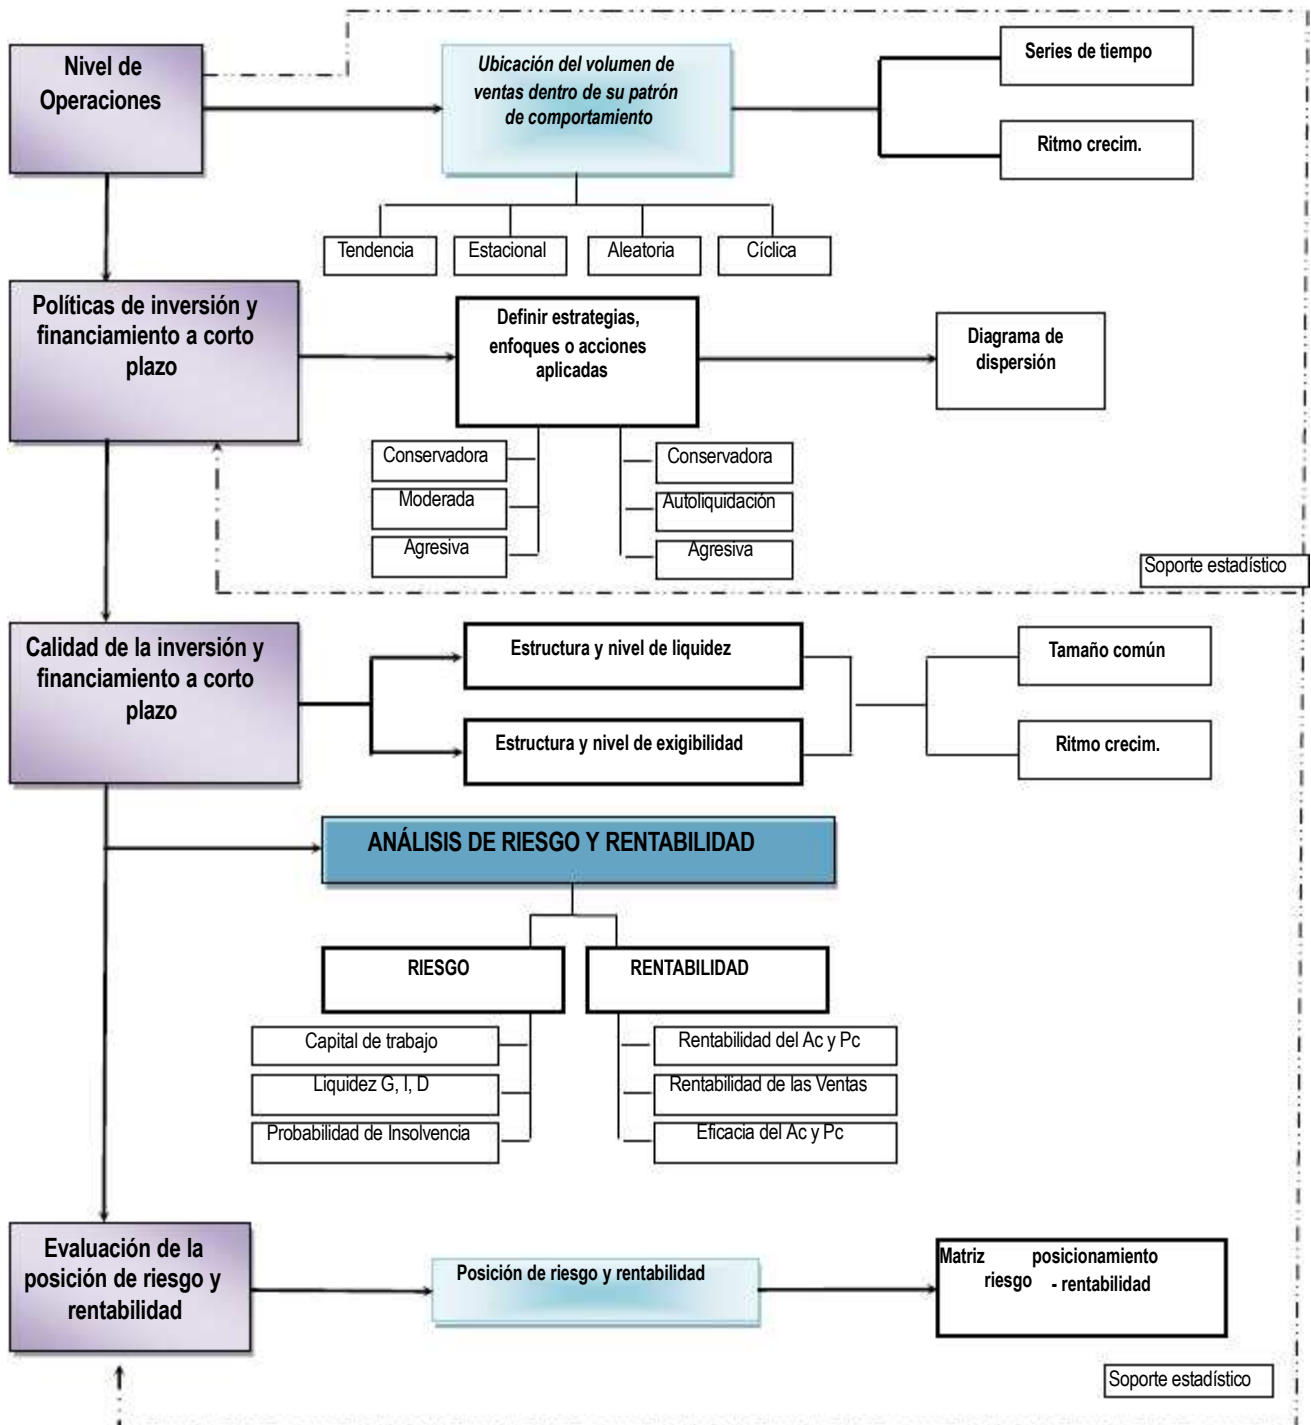 Nivel de
Operaciones
Ubicación del volumen de
ventas dentro de su patrón
de comportamiento
Series de tiempo
Ritmo crecim.
Tendencia
Estacional
Aleatoria
Cíclica
Políticas de inversión y
financiamiento a corto
plazo
Definir estrategias,
enfoques o acciones
aplicadas
Diagrama de
dispersión
Conservadora
Moderada
Agresiva
Conservadora
Autoliquidación
Agresiva
Soporte estadístico
Calidad de la inversión y
financiamiento a corto
plazo
Estructura y nivel de liquidez
Estructura y nivel de exigibilidad
Tamaño común
Ritmo crecim.
ANÁLISIS DE RIESGO Y RENTABILIDAD
RIESGO
RENTABILIDAD
Capital de trabajo
Liquidez G, I, D
Probabilidad de Insolvencia
Rentabilidad del Ac y Pc
Rentabilidad de las Ventas
Eficacia del Ac y Pc
Evaluación de la
posición de riesgo y
rentabilidad
Posición de riesgo y rentabilidad
Matriz posicionamiento
riesgo - rentabilidad
Soporte estadístico